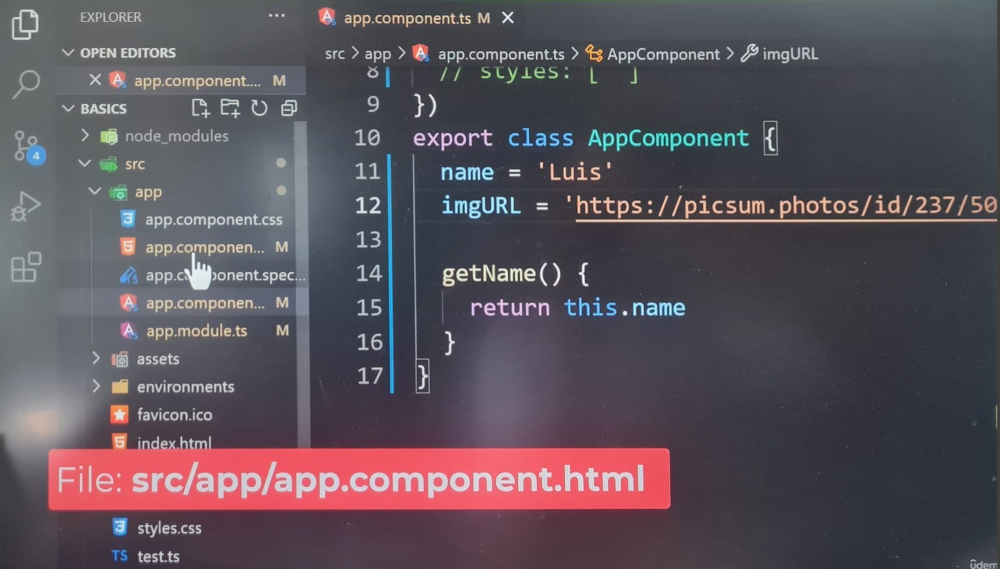 EXPLORER ...
OPEN EDITORS
app.component.... M
BASICS
node_modules
4
src
app
app.component.css
app.componen... M
app.component.spec...
app.componen... M
app.module.ts M
assets
environments
favicon.ico
index.html
styles.css
TS test.ts
app.component.ts M
src > app > app.component.ts > AppComponent > imgURL
8 // styles: [ ]
9 })
10 export class AppComponent {
11 name = 'Luis'
12 imgURL = 'https://picsum.photos/id/237/50
13
14 getName() {
15 return this.name
16 }
17 }
File: src/app/app.component.html